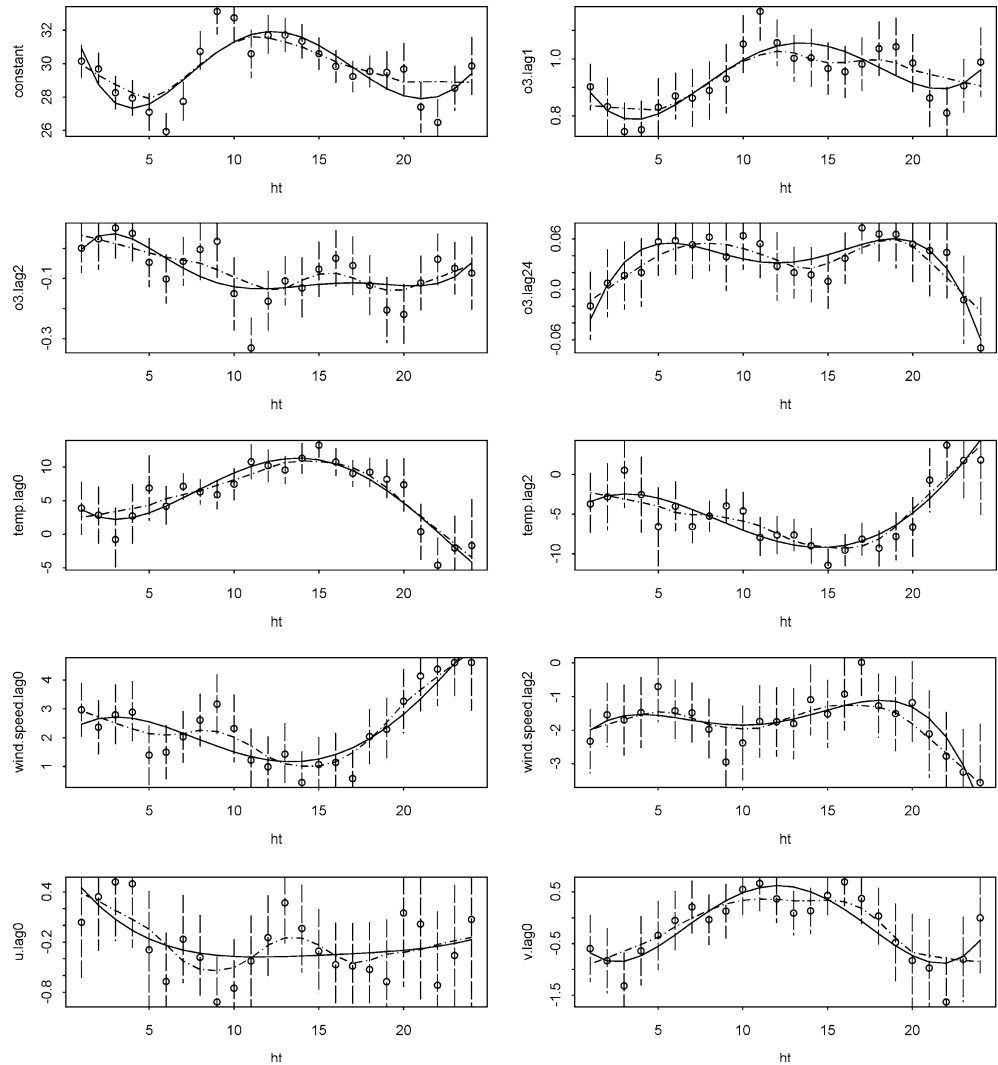 constant
26 28 30 32
5 10 15 20
ht
o3.lag1
0.8 1.0
5 10 15 20
ht
o3.lag2
-0.3 -0.1
5 10 15 20
ht
o3.lag24
-0.06 0.0 0.06
5 10 15 20
ht
temp.lag0
-5 0 5 10
5 10 15 20
ht
temp.lag2
-10 -5 0
5 10 15 20
ht
wind.speed.lag0
1 2 3 4
5 10 15 20
ht
wind.speed.lag2
-3 -2 -1 0
5 10 15 20
ht
u.lag0
-0.8 -0.2 0.4
5 10 15 20
ht
v.lag0
-1.5 -0.5 0.5
5 10 15 20
ht